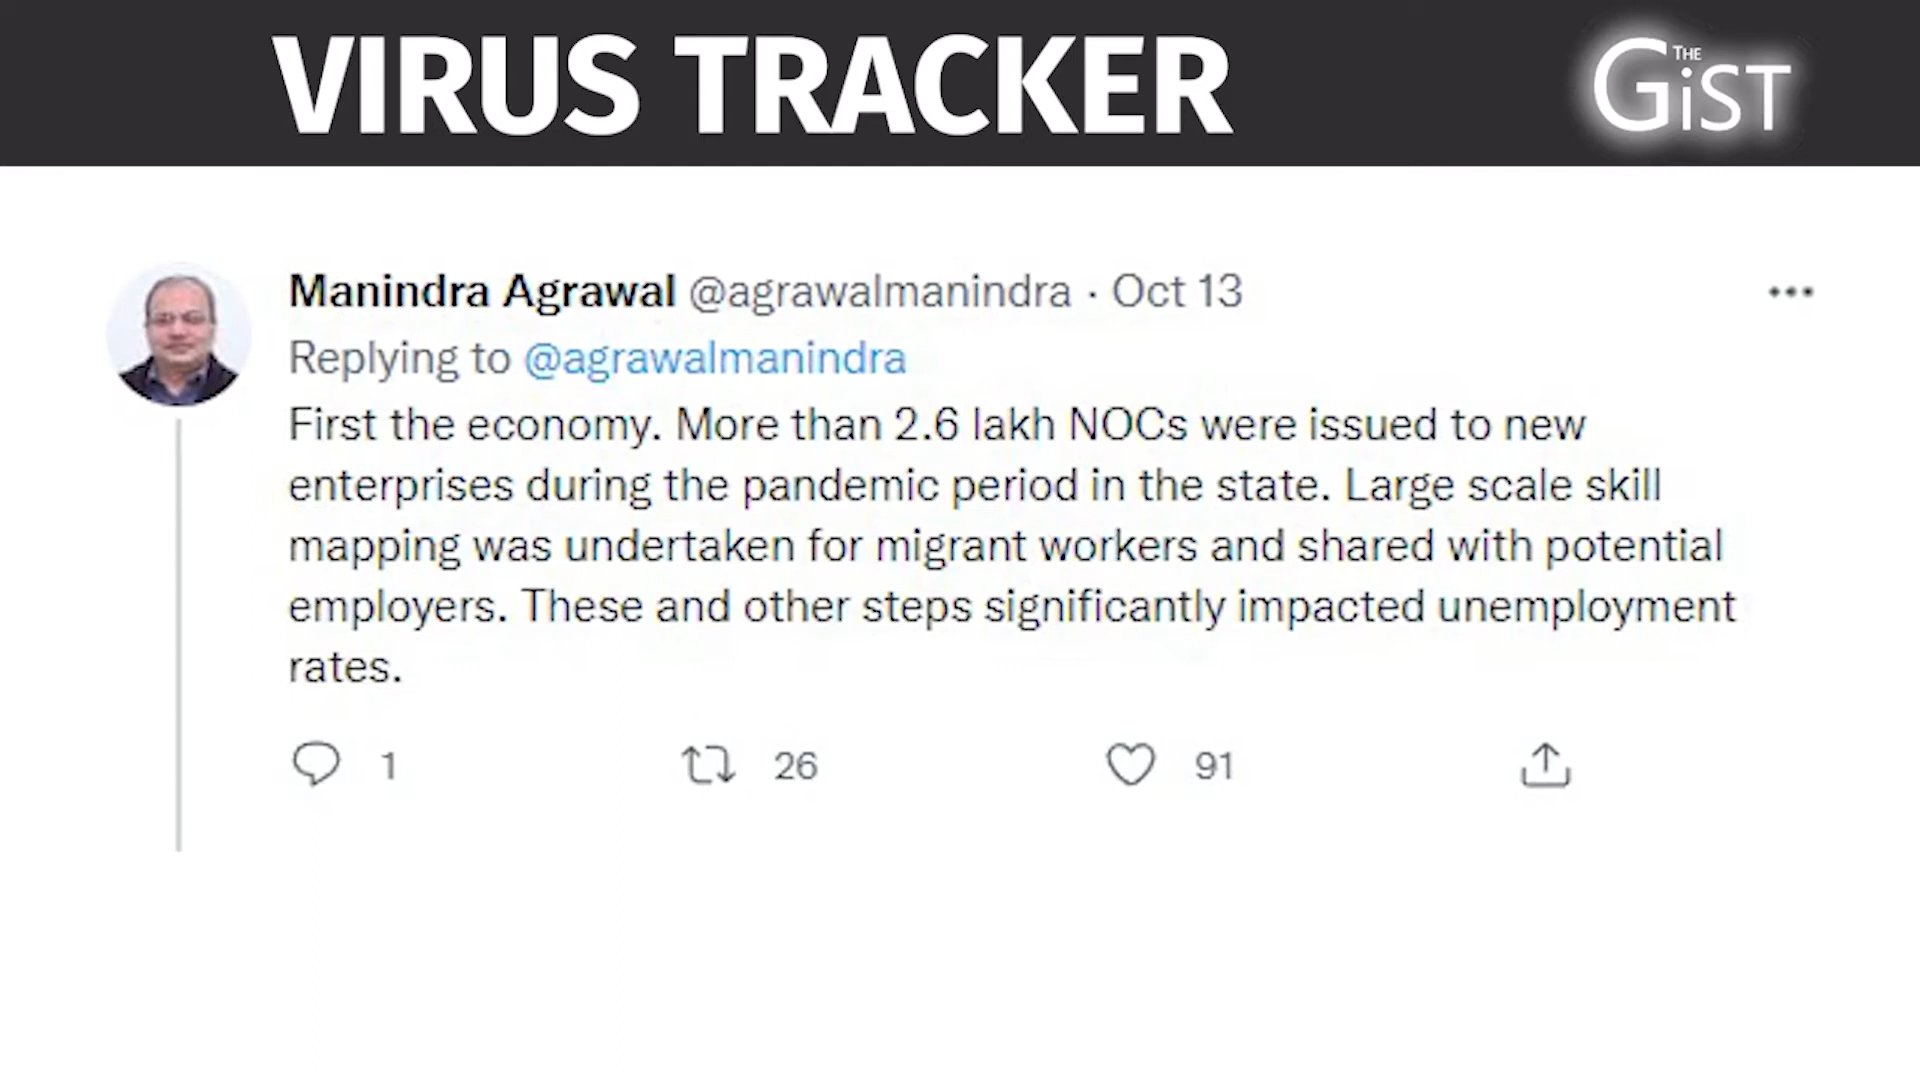 VIRUS TRACKER
THE
GiST
Manindra Agrawal @agrawalmanindra · Oct 13
Replying to @agrawalmanindra
First the economy. More than 2.6 lakh NOCs were issued to new
enterprises during the pandemic period in the state. Large scale skill
mapping was undertaken for migrant workers and shared with potential
employers. These and other steps significantly impacted unemployment
rates.
1 26 91